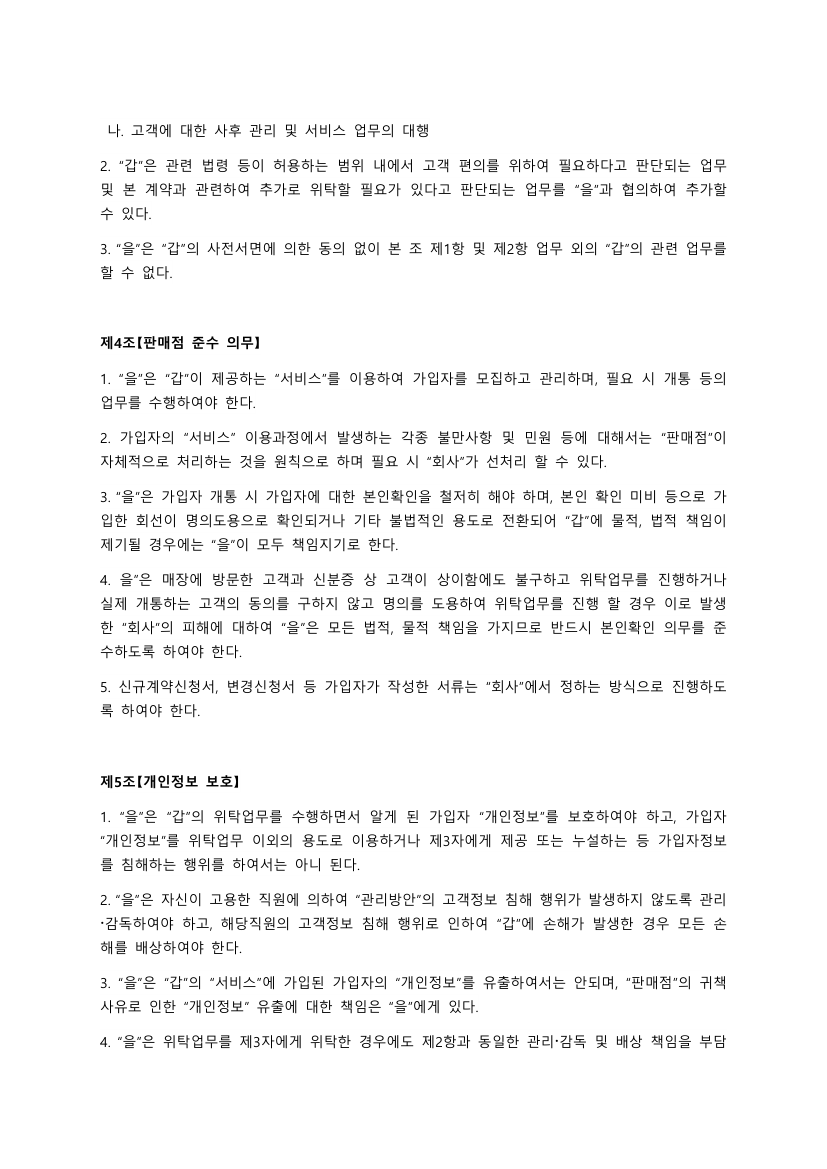 나. 고객에 대한 사후 관리 및 서비스 업무의 대행
2. “갑”은 관련 법령 등이 허용하는 범위 내에서 고객 편의를 위하여 필요하다고 판단되는 업무
및 본 계약과 관련하여 추가로 위탁할 필요가 있다고 판단되는 업무를 “을”과 협의하여 추가할
수 있다.
3. “을”은 “갑”의 사전서면에 의한 동의 없이 본 조 제1항 및 제2항 업무 외의 “갑”의 관련 업무를
할 수 없다.
제4조【판매점 준수 의무】
1. “을”은 “갑”이 제공하는 “서비스”를 이용하여 가입자를 모집하고 관리하며, 필요 시 개통 등의
업무를 수행하여야 한다.
2. 가입자의 “서비스” 이용과정에서 발생하는 각종 불만사항 및 민원 등에 대해서는 “판매점”이
자체적으로 처리하는 것을 원칙으로 하며 필요 시 “회사”가 선처리 할 수 있다.
3. “을”은 가입자 개통 시 가입자에 대한 본인확인을 철저히 해야 하며, 본인 확인 미비 등으로 가
입한 회선이 명의도용으로 확인되거나 기타 불법적인 용도로 전환되어 “갑”에 물적, 법적 책임이
제기될 경우에는 “을”이 모두 책임지기로 한다.
4. 을”은 매장에 방문한 고객과 신분증 상 고객이 상이함에도 불구하고 위탁업무를 진행하거나
실제 개통하는 고객의 동의를 구하지 않고 명의를 도용하여 위탁업무를 진행 할 경우 이로 발생
한 “회사”의 피해에 대하여 “을”은 모든 법적, 물적 책임을 가지므로 반드시 본인확인 의무를 준
수하도록 하여야 한다.
5. 신규계약신청서, 변경신청서 등 가입자가 작성한 서류는 “회사”에서 정하는 방식으로 진행하도
록 하여야 한다.
제5조【개인정보 보호】
1. “을”은 “갑”의 위탁업무를 수행하면서 알게 된 가입자 “개인정보”를 보호하여야 하고, 가입자
“개인정보”를 위탁업무 이외의 용도로 이용하거나 제3자에게 제공 또는 누설하는 등 가입자정보
를 침해하는 행위를 하여서는 아니 된다.
2. “을”은 자신이 고용한 직원에 의하여 “관리방안”의 고객정보 침해 행위가 발생하지 않도록 관리
·감독하여야 하고, 해당직원의 고객정보 침해 행위로 인하여 “갑”에 손해가 발생한 경우 모든 손
해를 배상하여야 한다.
3. “을”은 “갑”의 “서비스”에 가입된 가입자의 “개인정보”를 유출하여서는 안되며, “판매점”의 귀책
사유로 인한 “개인정보” 유출에 대한 책임은 “을”에게 있다.
4. “을”은 위탁업무를 제3자에게 위탁한 경우에도 제2항과 동일한 관리·감독 및 배상 책임을 부담